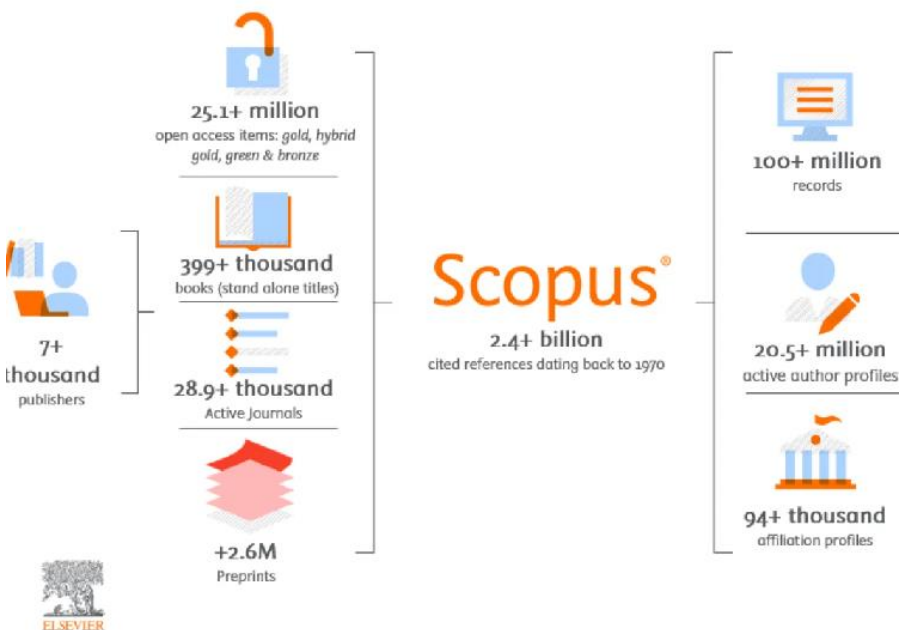 25.1+ million
open access items: gold, hybrid
gold, green & bronze
399+ thousand
books (stand alone titles)
7+
thousand
publishers
28.9+ thousand
Active Journals
+2.6M
Preprints
Scopus®
2.4+ billion
cited references dating back to 1970
100+ million
records
20.5+ million
active author profiles
94+ thousand
affiliation profiles
ELSEVIER